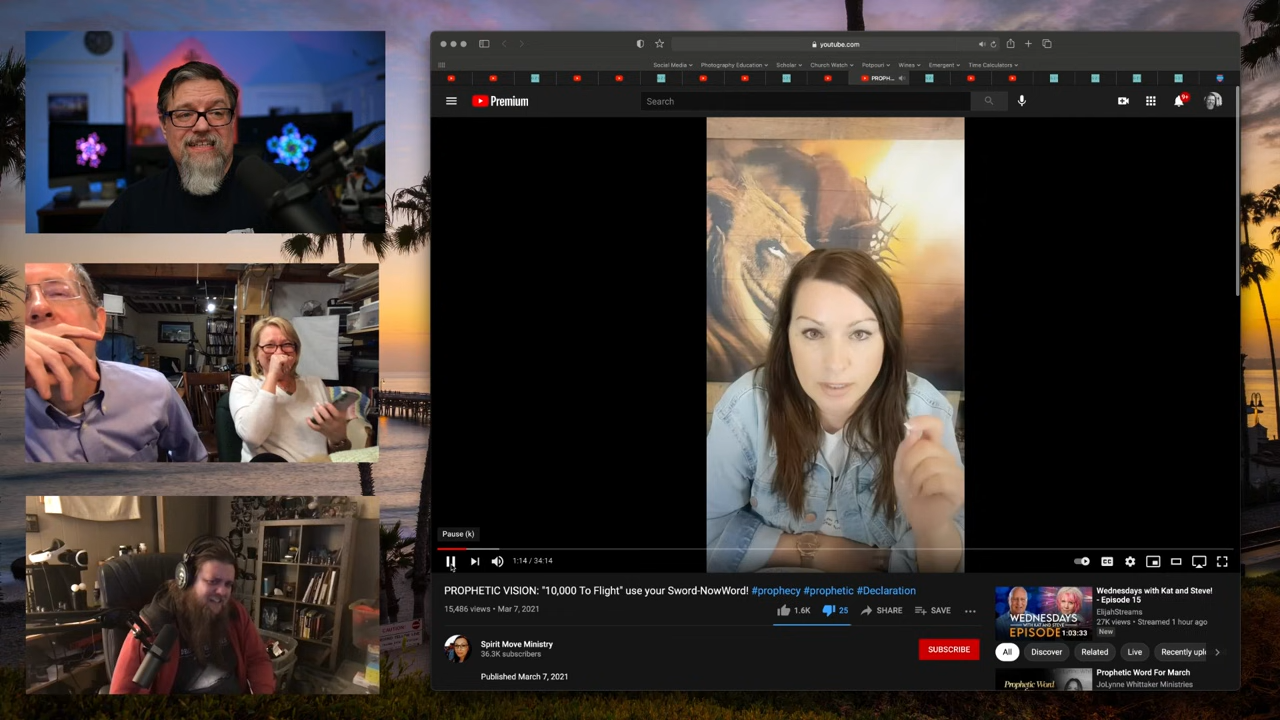 youtube.com
Social Media
Photography Education
Scholar
Church Watch
Potpouri
Wines
Emergent
Time Calculators
PROPH...
Premium
Search
9+
Pause (k)
1:14 / 34:14
PROPHETIC VISION: "10,000 To Flight" use your Sword-NowWord! #prophecy #prophetic #Declaration
15,486 views • Mar 7, 2021
1.6K
25
SHARE
SAVE
Spirit Move Ministry
36.3K subscribers
SUBSCRIBE
Published March 7, 2021
WEDNESDAYS
WITH KAT AND STEVE!
EPISODE
1:03:33
Wednesdays with Kat and Steve!
- Episode 15
ElijahStreams
27K views • Streamed 1 hour ago
New
All
Discover
Related
Live
Recently uplo
Prophetic Word
Prophetic Word For March
JoLynne Whittaker Ministries